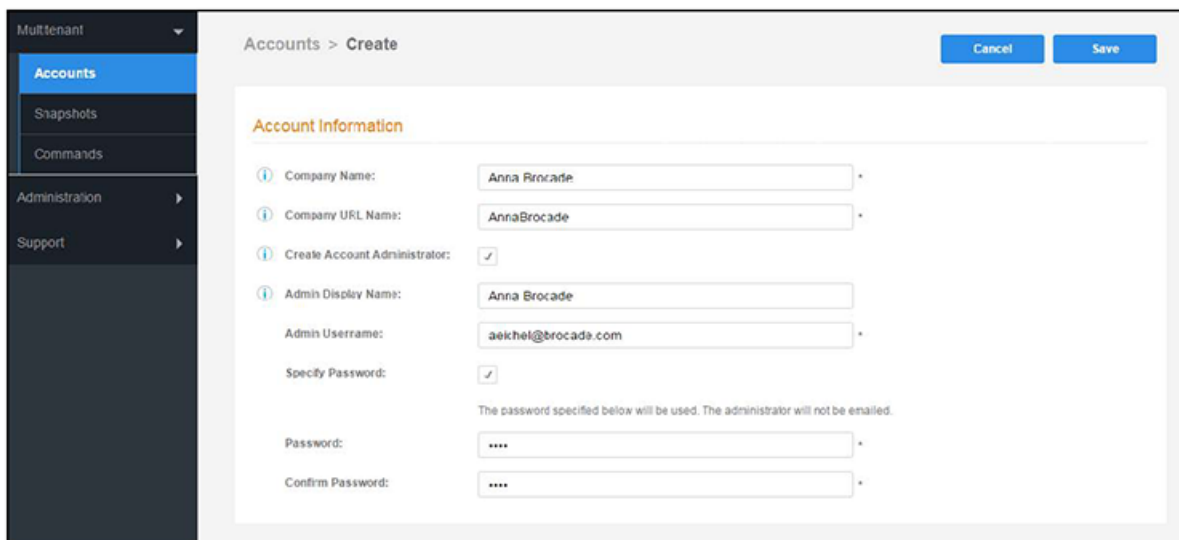 Multitenant
Accounts
Snapshots
Commands
Administration
Support
Accounts > Create
Cancel
Save
Account Information
Company Name:
Anna Brocade
*
Company URL Name:
AnnaBrocade
*
Create Account Administrator:
Admin Display Name:
Anna Brocade
Admin Username:
aeichel@brocade.com
*
Specify Password:
The password specified below will be used. The administrator will not be emailed.
Password:
••••
*
Confirm Password:
••••
*